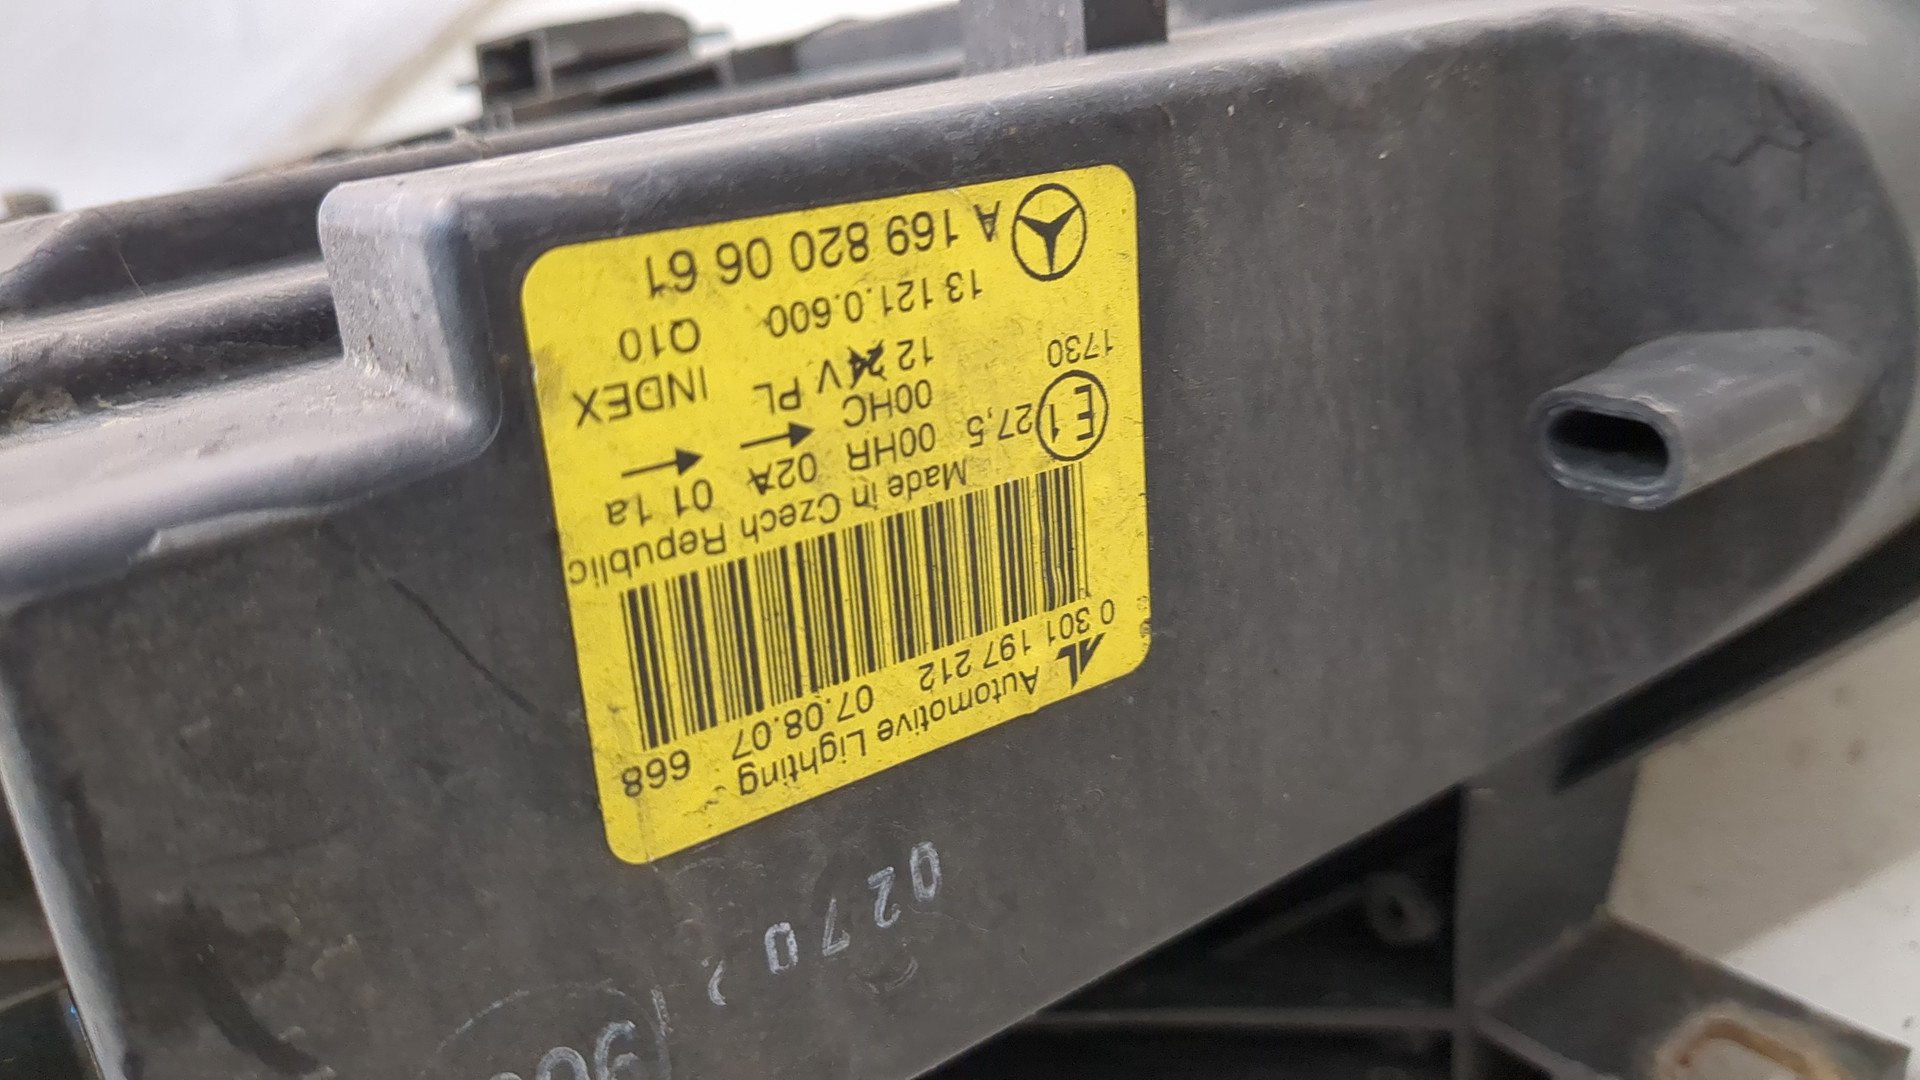 Automotive Lighting
0 301 197 212 07.08.07 668
Made in Czech Republic
E1 27,5 00HR 02A 01 1a
00HC
1730 12 24V PL INDEX
13 121.0.600 Q10
A 169 820 06 61
0270